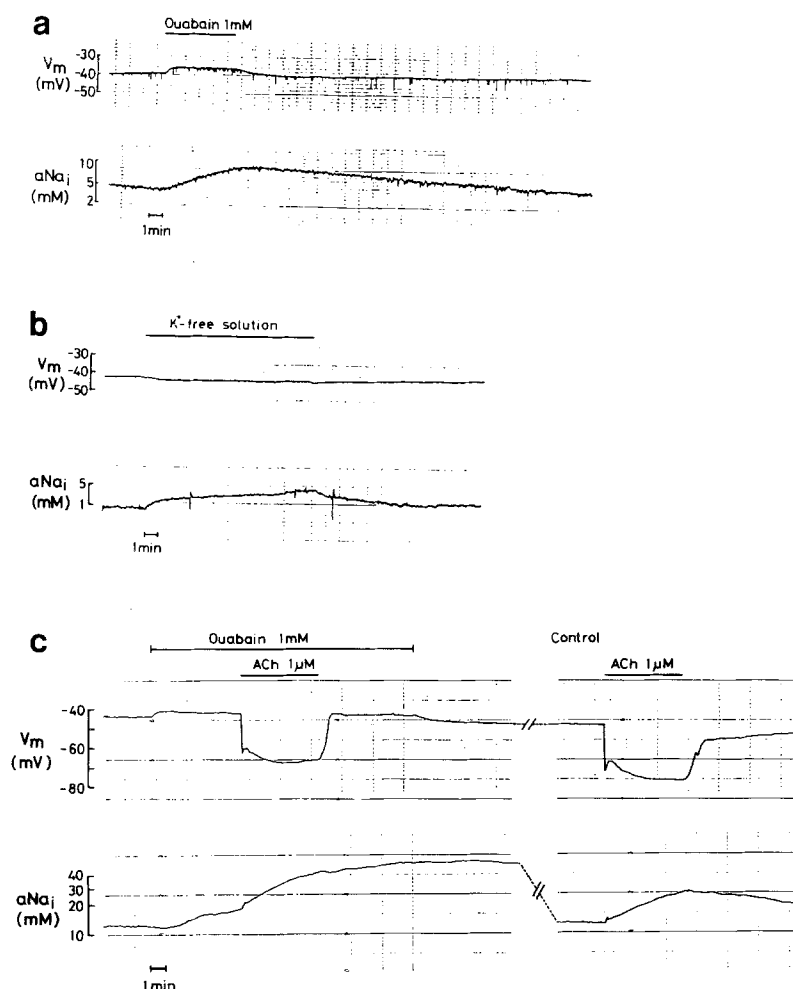 a
Ouabain 1mM
-30
Vm -40
(mV) -50
10
aNai 5
(mM) 2
1min
b
K+-free solution
-30
Vm -40
(mV) -50
aNai 5
(mM) 1
1min
c
Ouabain 1mM
Control
ACh 1µM
ACh 1µM
-40
Vm -60
(mV)
-80
40
aNai 30
(mM) 20
10
1min